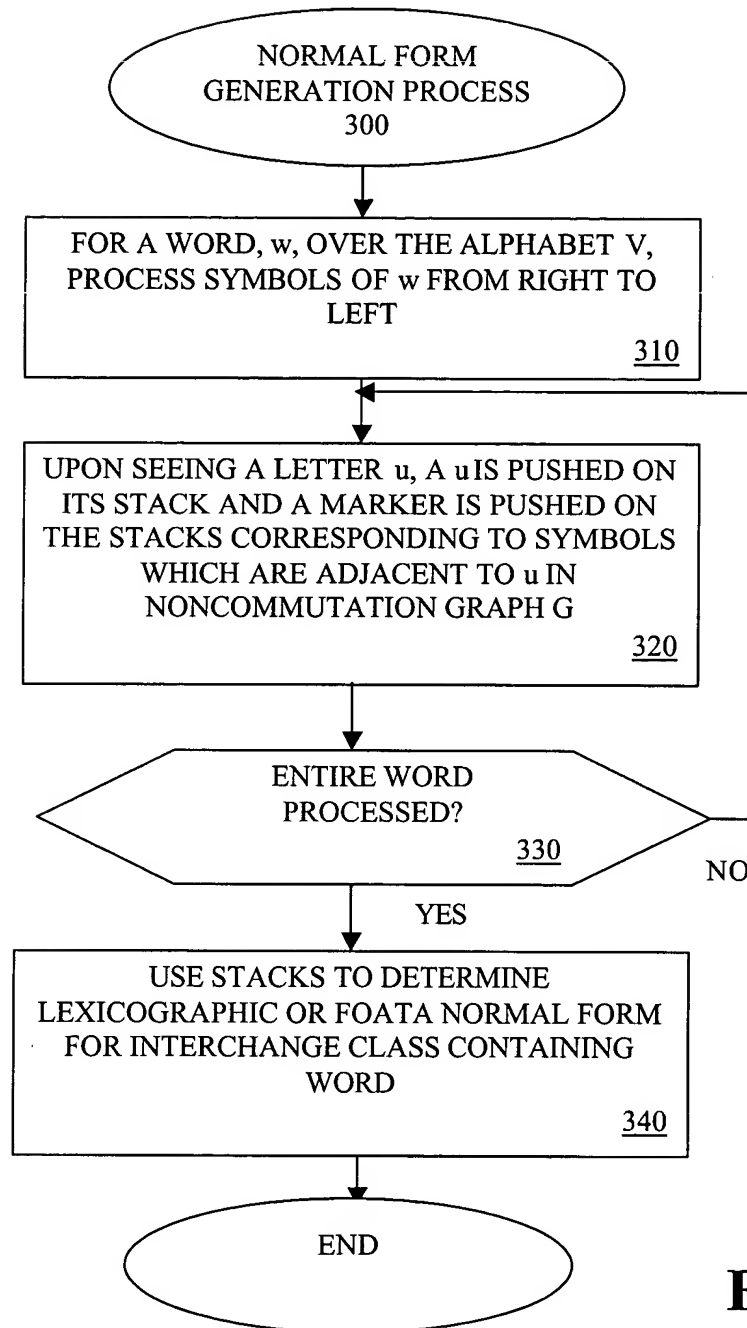 NORMAL FORM
GENERATION PROCESS
300
FOR A WORD, w, OVER THE ALPHABET V,
PROCESS SYMBOLS OF w FROM RIGHT TO
LEFT
310
UPON SEEING A LETTER u, A u IS PUSHED ON
ITS STACK AND A MARKER IS PUSHED ON
THE STACKS CORRESPONDING TO SYMBOLS
WHICH ARE ADJACENT TO u IN
NONCOMMUTATION GRAPH G
320
ENTIRE WORD
PROCESSED?
330
NO
YES
USE STACKS TO DETERMINE
LEXICOGRAPHIC OR FOATA NORMAL FORM
FOR INTERCHANGE CLASS CONTAINING
WORD
340
END